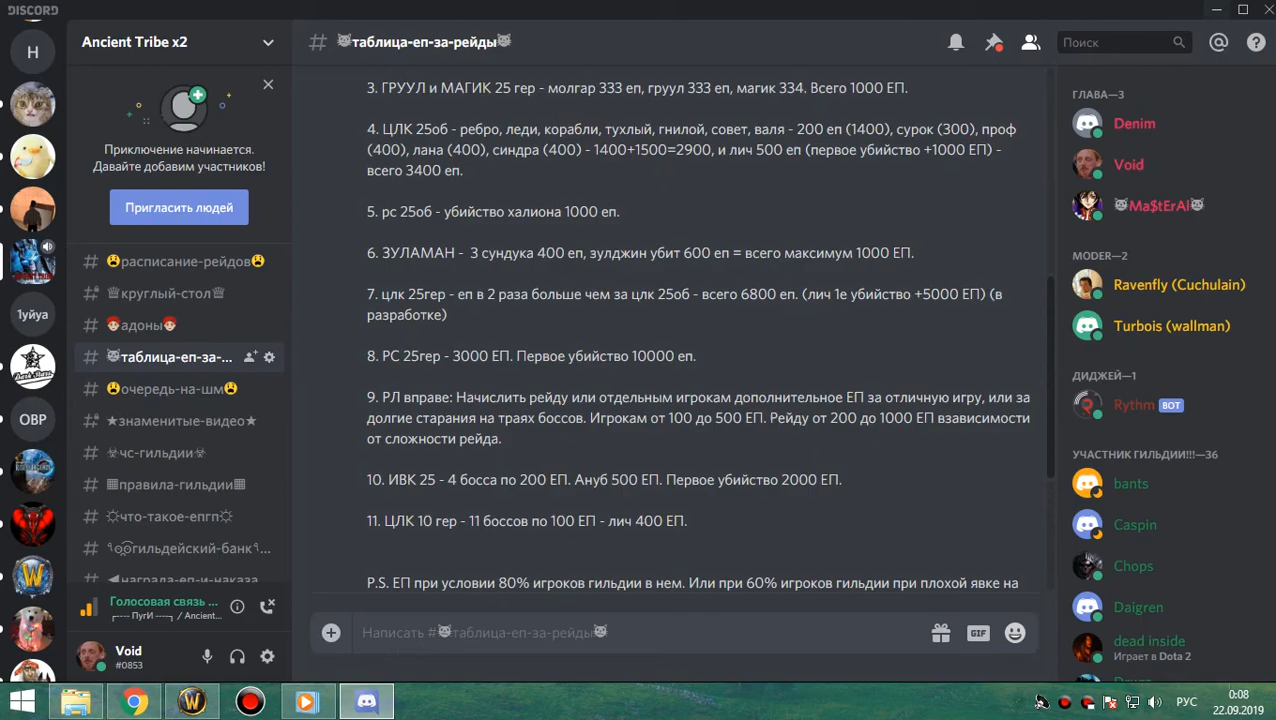 DISCORD
Ancient Tribe x2
Приключение начинается.
Давайте добавим участников!
Пригласить людей
# 😩расписание-рейдов😩
# ♕круглый-стол♕
# 🎅адоны🎅
# 😼таблица-еп-за-...
# 😩очередь-на-шм😩
# ★знаменитые-видео★
# ☣чс-гильдии☣
# ▦правила-гильдии▦
# ☼что-такое-епгп☼
гильдейский-банк
# ◄награда-еп-и-наказа
Голосовая связь ...
ПугИ / Ancient...
Void
#0853
H
1уйуа
ОВР
# 😼таблица-еп-за-рейды😼
Поиск
3. ГРУУЛ и МАГИК 25 гер - молгар 333 еп, груул 333 еп, магик 334. Всего 1000 ЕП.
4. ЦЛК 25об - ребро, леди, корабли, тухлый, гнилой, совет, валя - 200 еп (1400), сурок (300), проф
(400), лана (400), синдра (400) - 1400+1500=2900, и лич 500 еп (первое убийство +1000 ЕП) -
всего 3400 еп.
5. рс 25об - убийство халиона 1000 еп.
6. ЗУЛАМАН -  3 сундука 400 еп, зулджин убит 600 еп = всего максимум 1000 ЕП.
7. цлк 25гер - еп в 2 раза больше чем за цлк 25об - всего 6800 еп. (лич 1е убийство +5000 ЕП) (в
разработке)
8. РС 25гер - 3000 ЕП. Первое убийство 10000 еп.
9. РЛ вправе: Начислить рейду или отдельным игрокам дополнительное ЕП за отличную игру, или за
долгие старания на траях боссов. Игрокам от 100 до 500 ЕП. Рейду от 200 до 1000 ЕП взависимости
от сложности рейда.
10. ИВК 25 - 4 босса по 200 ЕП. Ануб 500 ЕП. Первое убийство 2000 ЕП.
11. ЦЛК 10 гер - 11 боссов по 100 ЕП - лич 400 ЕП.
P.S. ЕП при условии 80% игроков гильдии в нем. Или при 60% игроков гильдии при плохой явке на
Написать #😼таблица-еп-за-рейды😼
GIF
ГЛАВА—3
Denim
Void
😼Ma$tErAl😼
MODER—2
Ravenfly (Cuchulain)
Turbois (wallman)
ДИДЖЕЙ—1
Rythm БОТ
УЧАСТНИК ГИЛЬДИИ!!!—36
bants
Caspin
Chops
Daigren
dead inside
Играет в Dota 2
РУС
0:08
22.09.2019